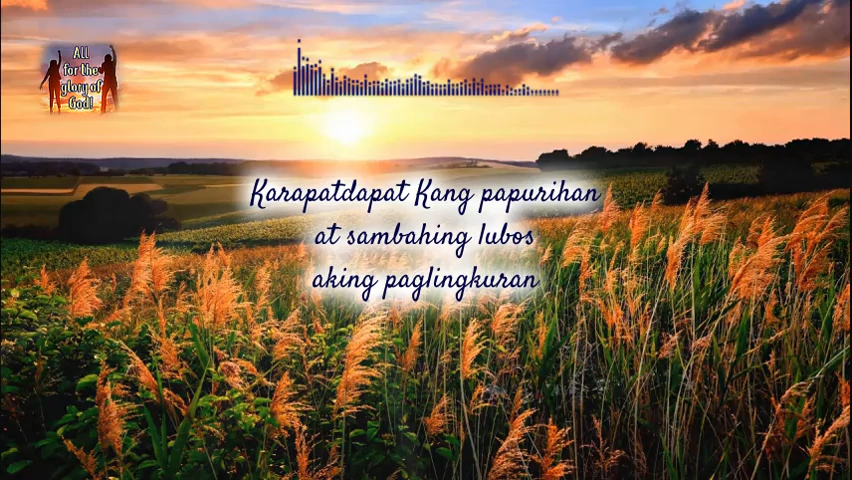 All
for the
glory of
God!
Karapatdapat Kang papurihan
at sambahing lubos
aking paglingkuran